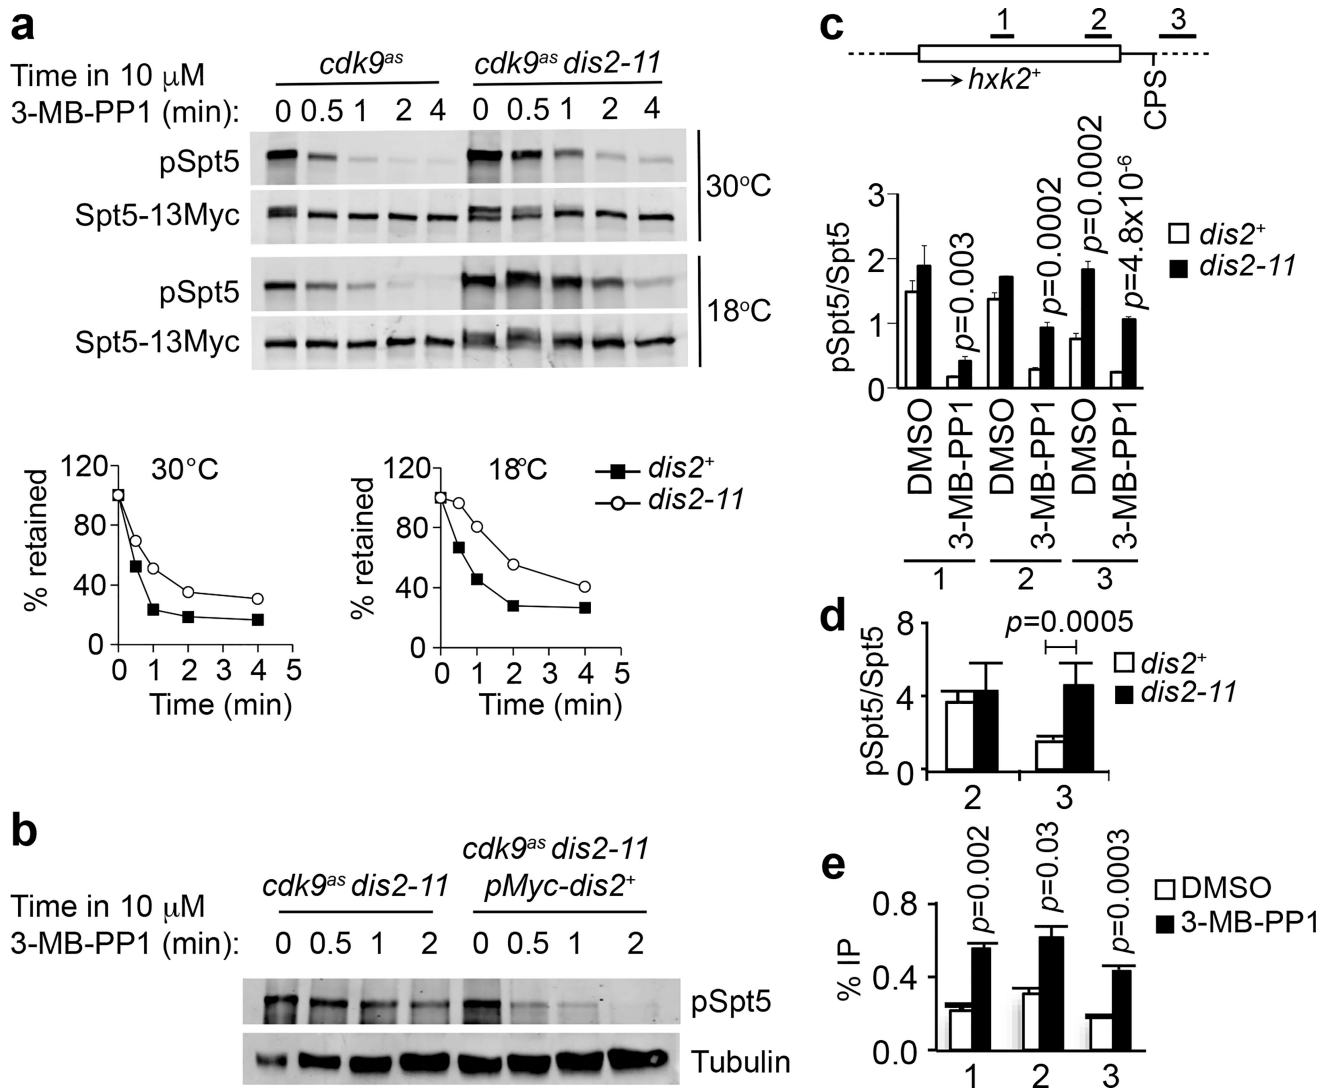 a
cdk9as cdk9as dis2-11
Time in 10 µM
3-MB-PP1 (min): 0 0.5 1 2 4 0 0.5 1 2 4
pSpt5
Spt5-13Myc
30°C
pSpt5
Spt5-13Myc
18°C
30°C
% retained
120
80
40
0
0 1 2 3 4 5
Time (min)
18°C
% retained
120
80
40
0
0 1 2 3 4 5
Time (min)
dis2+
dis2-11
b
cdk9as dis2-11
cdk9as dis2-11
pMyc-dis2+
Time in 10 µM
3-MB-PP1 (min): 0 0.5 1 2 0 0.5 1 2
pSpt5
Tubulin
c
1 2 3
hxk2+
CPS
pSpt5/Spt5
3
2
1
0
p=0.003
p=0.0002
p=0.0002
p=4.8x10-6
dis2+
dis2-11
DMSO
3-MB-PP1
DMSO
3-MB-PP1
DMSO
3-MB-PP1
1 2 3
d
pSpt5/Spt5
8
4
0
p=0.0005
dis2+
dis2-11
2 3
e
% IP
0.8
0.4
0.0
p=0.002
p=0.03
p=0.0003
DMSO
3-MB-PP1
1 2 3